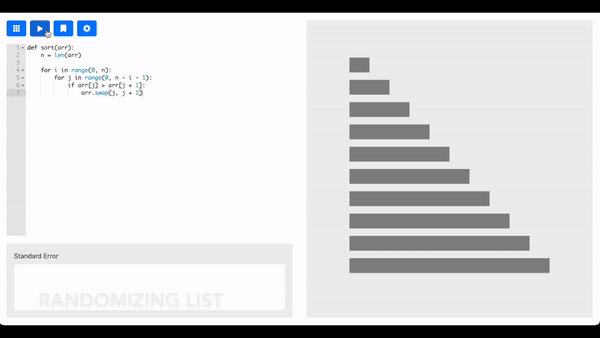 1 def sort(arr):
2 n = len(arr)
3
4 for i in range(0, n):
5 for j in range(0, n - i - 1):
6 if arr[j] > arr[j + 1]:
7 arr.swap(j, j + 1)
Standard Error
RANDOMIZING LIST